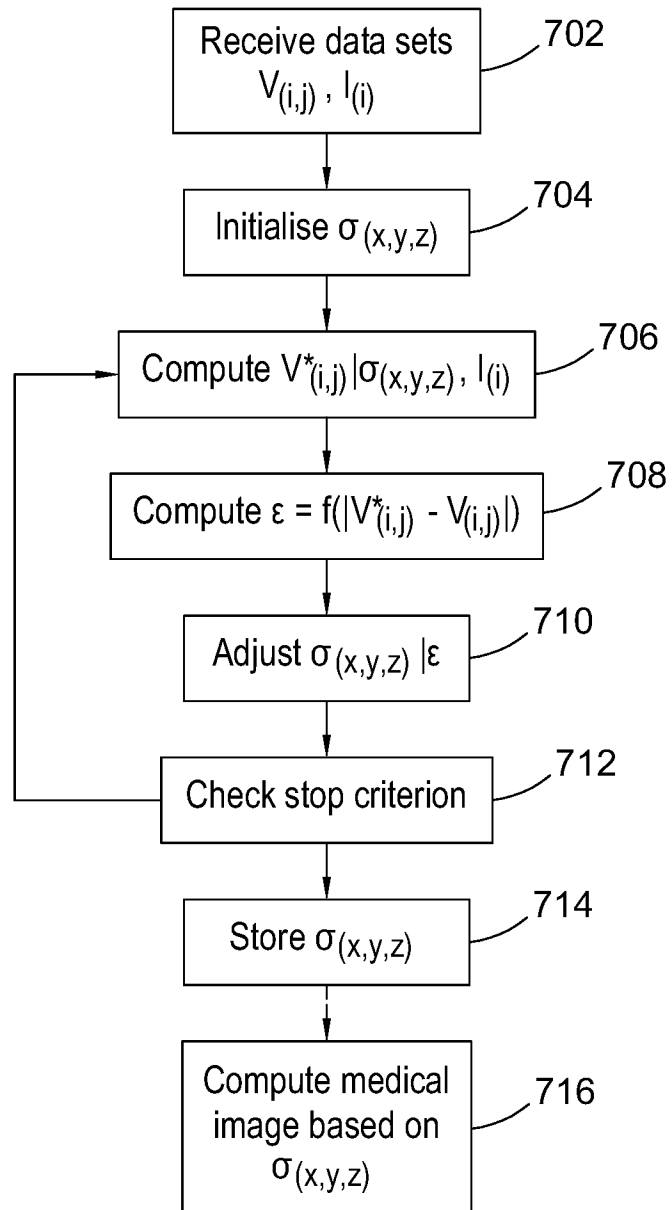 Receive data sets
V(i,j) , I(i)
702
Initialise σ(x,y,z)
704
Compute V*(i,j)|σ(x,y,z), I(i)
706
Compute ε = f(|V*(i,j) - V(i,j)|)
708
Adjust σ(x,y,z) |ε
710
Check stop criterion
712
Store σ(x,y,z)
714
Compute medical
image based on
σ(x,y,z)
716